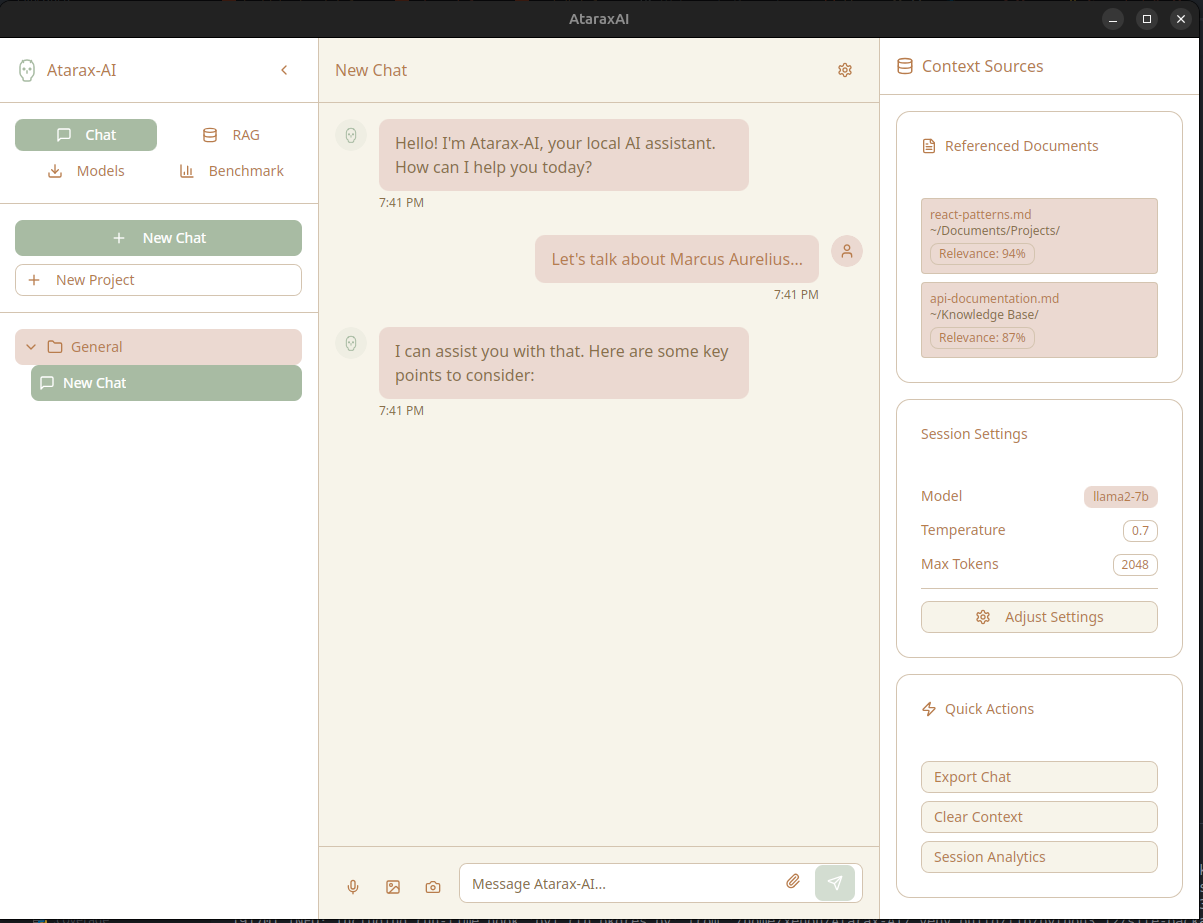 AtaraxAI
Atarax-AI
Chat
RAG
Models
Benchmark
New Chat
New Project
General
New Chat
New Chat
Hello! I'm Atarax-AI, your local AI assistant.
How can I help you today?
7:41 PM
Let's talk about Marcus Aurelius...
7:41 PM
I can assist you with that. Here are some key
points to consider:
7:41 PM
Message Atarax-AI...
Context Sources
Referenced Documents
react-patterns.md
~/Documents/Projects/
Relevance: 94%
api-documentation.md
~/Knowledge Base/
Relevance: 87%
Session Settings
Model
llama2-7b
Temperature
0.7
Max Tokens
2048
Adjust Settings
Quick Actions
Export Chat
Clear Context
Session Analytics